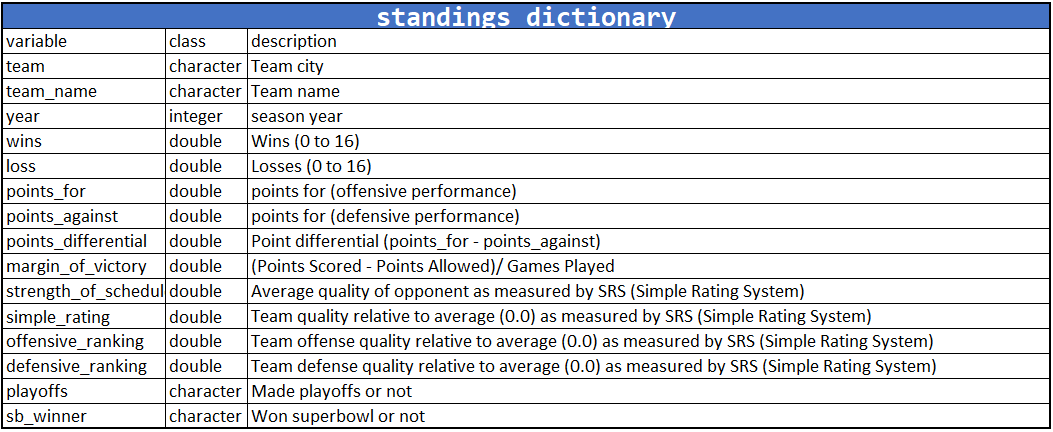 standings dictionary
variable class description
team character Team city
team_name character Team name
year integer season year
wins double Wins (0 to 16)
loss double Losses (0 to 16)
points_for double points for (offensive performance)
points_against double points for (defensive performance)
points_differential double Point differential (points_for - points_against)
margin_of_victory double (Points Scored - Points Allowed)/ Games Played
strength_of_schedul double Average quality of opponent as measured by SRS (Simple Rating System)
simple_rating double Team quality relative to average (0.0) as measured by SRS (Simple Rating System)
offensive_ranking double Team offense quality relative to average (0.0) as measured by SRS (Simple Rating System)
defensive_ranking double Team defense quality relative to average (0.0) as measured by SRS (Simple Rating System)
playoffs character Made playoffs or not
sb_winner character Won superbowl or not